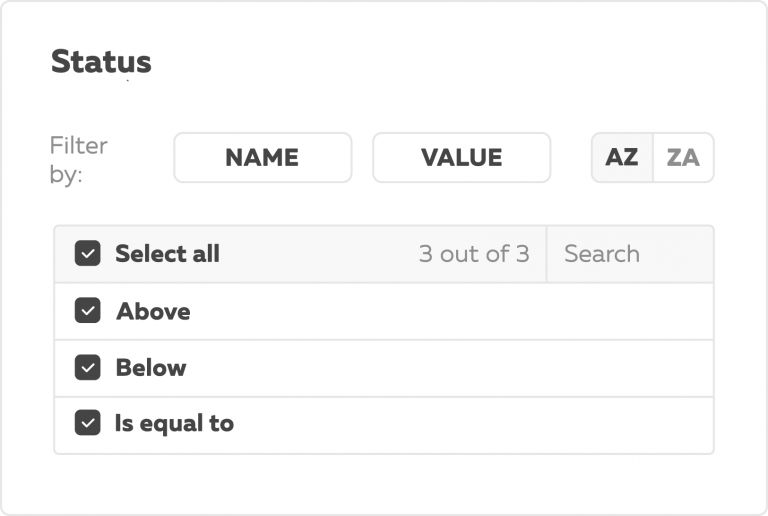 Status
Filter
by:
NAME
VALUE
AZ
ZA
Select all
3 out of 3
Search
Above
Below
Is equal to